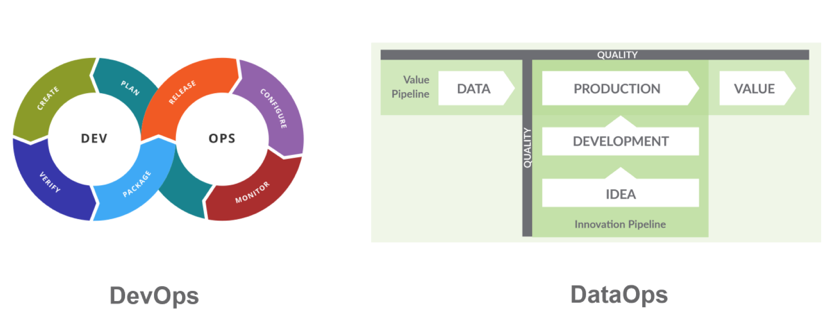 CREATE
PLAN
RELEASE
CONFIGURE
DEV
OPS
VERIFY
PACKAGE
MONITOR
DevOps
QUALITY
Value
Pipeline
DATA
PRODUCTION
VALUE
QUALITY
DEVELOPMENT
IDEA
Innovation Pipeline
DataOps